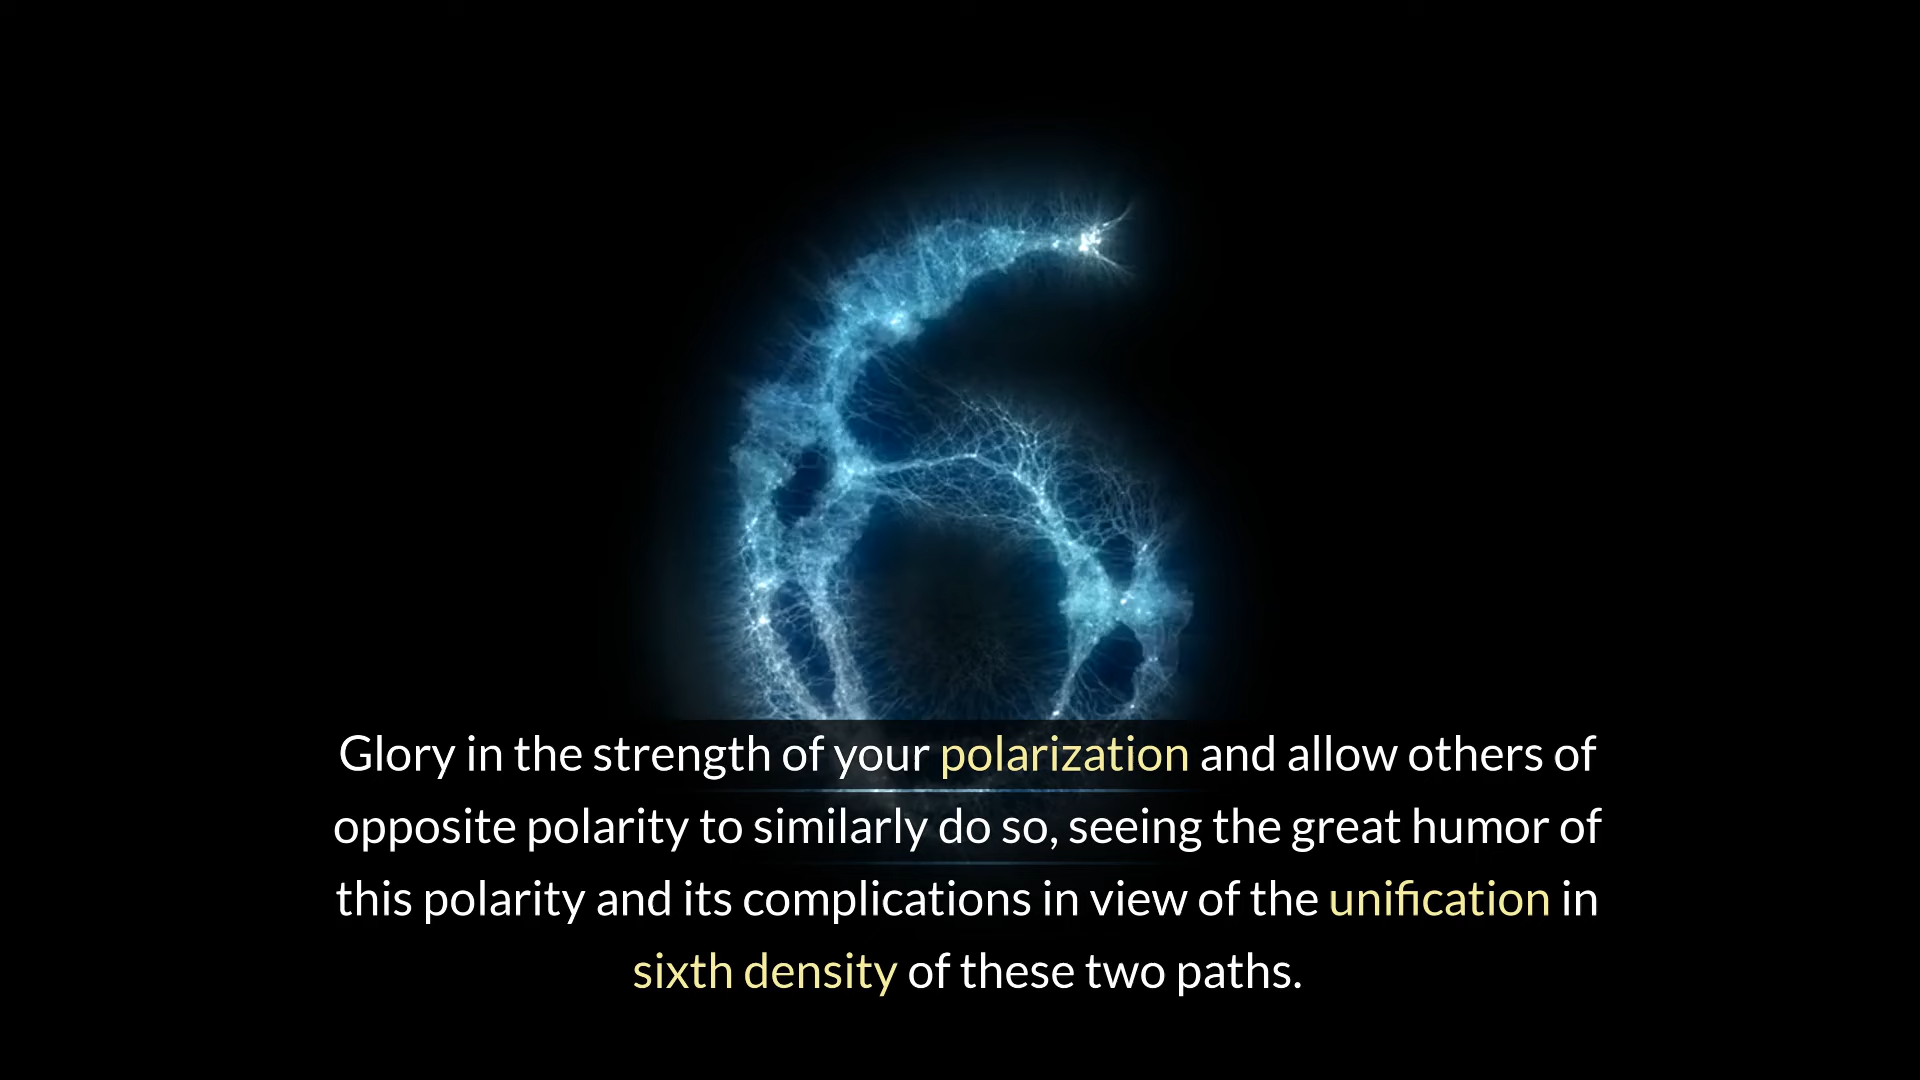 6
Glory in the strength of your polarization and allow others of
opposite polarity to similarly do so, seeing the great humor of
this polarity and its complications in view of the unification in
sixth density of these two paths.